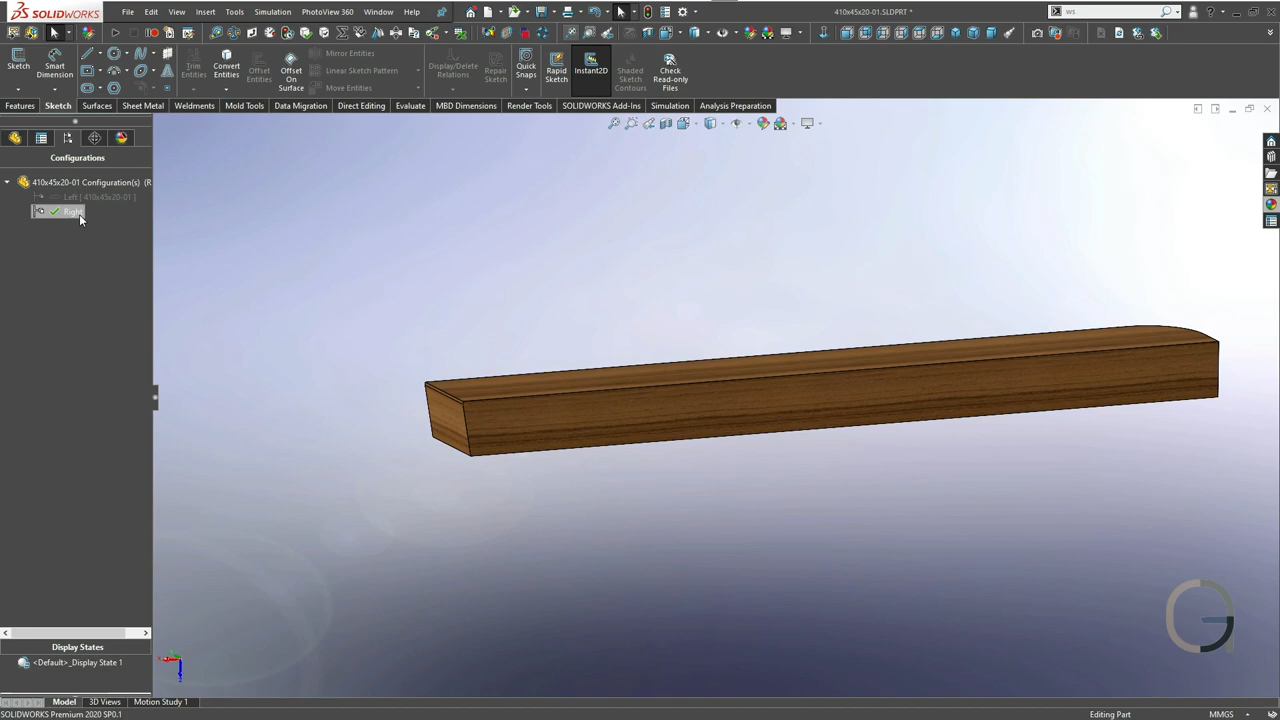 SOLIDWORKS
File Edit View Insert Tools Simulation PhotoView 360 Window Help
410x45x20-01.SLDPRT *
ws
Sketch
Smart Dimension
Trim Entities
Convert Entities
Offset Entities
Offset On Surface
Mirror Entities
Linear Sketch Pattern
Move Entities
Display/Delete Relations
Repair Sketch
Quick Snaps
Rapid Sketch
Instant2D
Shaded Sketch Contours
Check Read-only Files
Features Sketch Surfaces Sheet Metal Weldments Mold Tools Data Migration Direct Editing Evaluate MBD Dimensions Render Tools SOLIDWORKS Add-Ins Simulation Analysis Preparation
Configurations
410x45x20-01 Configuration(s) (R
Left [ 410x45x20-01 ]
Right
Display States
<Default>_Display State 1
Model 3D Views Motion Study 1
SOLIDWORKS Premium 2020 SP0.1
Editing Part
MMGS